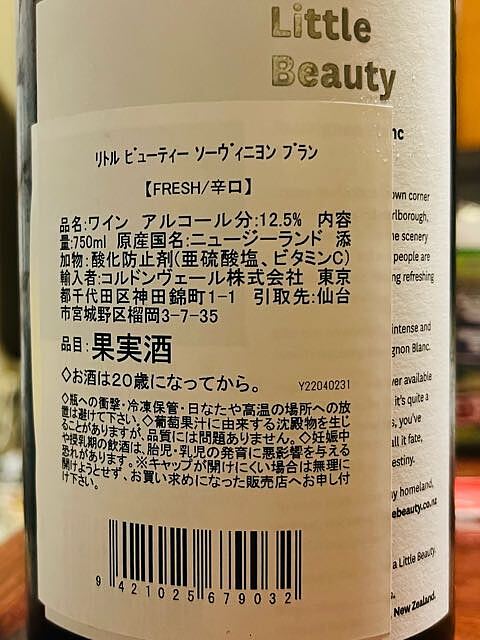 Little
Beauty
リトル ビューティー ソーヴィニヨン ブラン
【FRESH/辛口】
品名:ワイン アルコール分:12.5% 内容
量:750ml 原産国名:ニュージーランド 添
加物:酸化防止剤(亜硫酸塩、ビタミンC)
輸入者:コルドンヴェール株式会社 東京
都千代田区神田錦町1-1 引取先:仙台
市宮城野区榴岡3-7-35
品目:果実酒
◇お酒は20歳になってから。 Y22040231
◇瓶への衝撃・冷凍保管・日なたや高温の場所への放
置は避けて下さい。◇葡萄果汁に由来する沈殿物を生じ
ることがありますが、品質には問題ありません。◇妊娠中
や授乳期の飲酒は、胎児・乳児の発育に悪影響を与える
恐れがあります。※キャップが開けにくい場合は無理に
開けようとせず、お買い求めになった販売店へお申し付
け下さい。
9 421025 679032
nc
own corner
rlborough,
e scenery
people are
ng refreshing
intense and
gnon Blanc.
ver available
it's quite a
s, you've
all it fate,
estiny.
y homeland,
ebeauty.co.nz
a Little Beauty.
New Zealand.